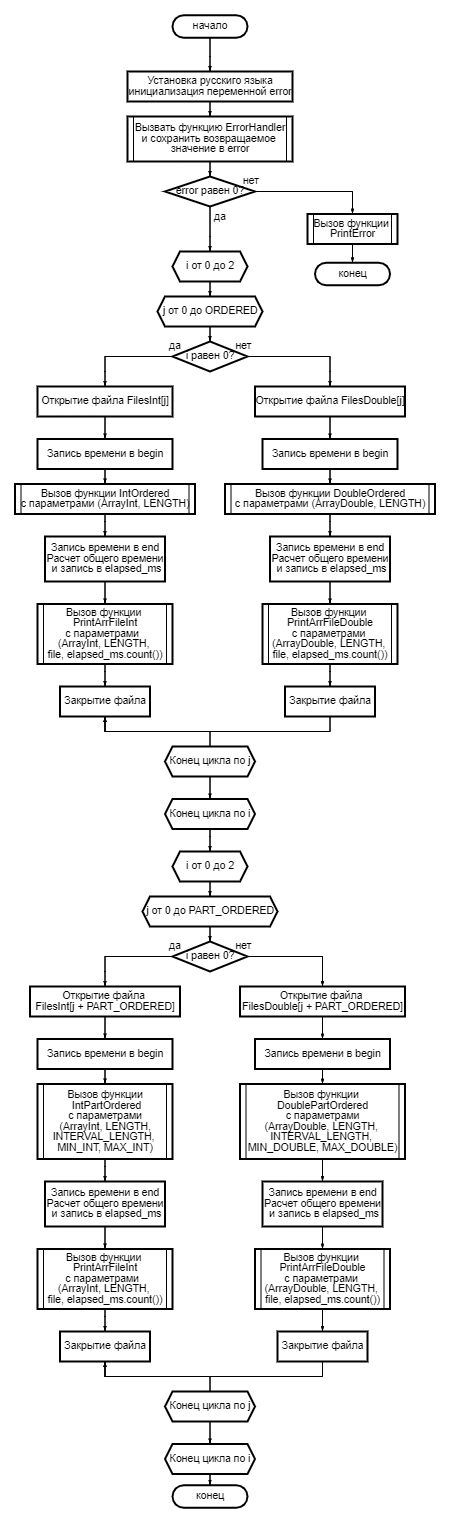 начало
Установка русскиго языка
инициализация переменной error
Вызвать функцию ErrorHandler
и сохранить возвращаемое
значение в error
error равен 0?
нет
да
Вызов функции
PrintError
конец
i от 0 до 2
j от 0 до ORDERED
i равен 0?
да
нет
Открытие файла FilesInt[j]
Открытие файла FilesDouble[j]
Запись времени в begin
Запись времени в begin
Вызов функции IntOrdered
с параметрами (ArrayInt, LENGTH)
Вызов функции DoubleOrdered
с параметрами (ArrayDouble, LENGTH)
Запись времени в end
Расчет общего времени
и запись в elapsed_ms
Запись времени в end
Расчет общего времени
и запись в elapsed_ms
Вызов функции
PrintArrFileInt
с параметрами
(ArrayInt, LENGTH,
file, elapsed_ms.count())
Вызов функции
PrintArrFileDouble
с параметрами
(ArrayDouble, LENGTH,
file, elapsed_ms.count())
Закрытие файла
Закрытие файла
Конец цикла по j
Конец цикла по i
i от 0 до 2
j от 0 до PART_ORDERED
i равен 0?
да
нет
Открытие файла
FilesInt[j + PART_ORDERED]
Открытие файла
FilesDouble[j + PART_ORDERED]
Запись времени в begin
Запись времени в begin
Вызов функции
IntPartOrdered
с параметрами
(ArrayInt, LENGTH,
INTERVAL_LENGTH,
MIN_INT, MAX_INT)
Вызов функции
DoublePartOrdered
с параметрами
(ArrayDouble, LENGTH,
INTERVAL_LENGTH,
MIN_DOUBLE, MAX_DOUBLE)
Запись времени в end
Расчет общего времени
и запись в elapsed_ms
Запись времени в end
Расчет общего времени
и запись в elapsed_ms
Вызов функции
PrintArrFileInt
с параметрами
(ArrayInt, LENGTH,
file, elapsed_ms.count())
Вызов функции
PrintArrFileDouble
с параметрами
(ArrayDouble, LENGTH,
file, elapsed_ms.count())
Закрытие файла
Закрытие файла
Конец цикла по j
Конец цикла по i
конец